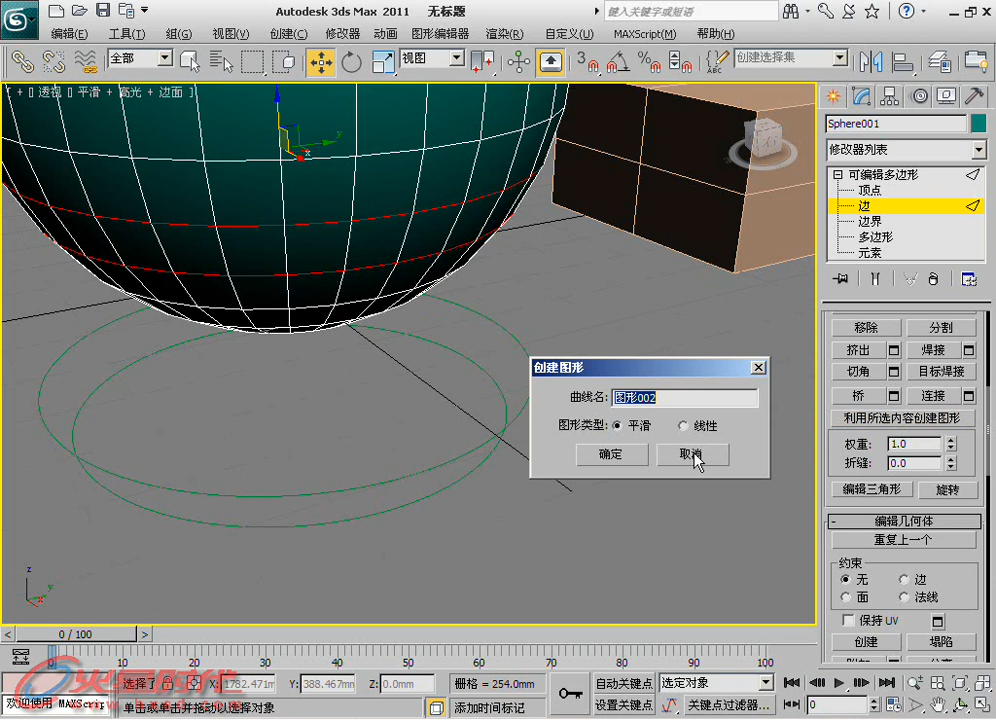 Autodesk 3ds Max 2011 无标题
键入关键字或短语
编辑(E) 工具(T) 组(G) 视图(V) 创建(C) 修改器 动画 图形编辑器 渲染(R) 自定义(U) MAXScript(M) 帮助(H)
全部 视图 3 % ABC 创建选择集
[ + [] 透视 [] 平滑 + 高光 + 边面 ]
y
x
Sphere001
修改器列表
可编辑多边形
顶点
边
边界
多边形
元素
移除 分割
挤出 焊接
切角 目标焊接
桥 连接
利用所选内容创建图形
权重: 1.0
折缝: 0.0
编辑三角形 旋转
- 编辑几何体
重复上一个
约束
无 边
面 法线
保持 UV
创建 塌陷
创建图形
曲线名: 图形002
图形类型: 平滑 线性
确定 取消
z
y
x
< 0 / 100 >
0 10 20 30 40 50 60 70 80 90 100
选择了 X: 1782.471m Y: 388.467mm Z: 0.0mm 栅格 = 254.0mm 自动关键点 选定对象
欢迎使用 MAXScrip 单击或单击并拖动以选择对象 添加时间标记 设置关键点 关键点过滤器... 0
火星时代